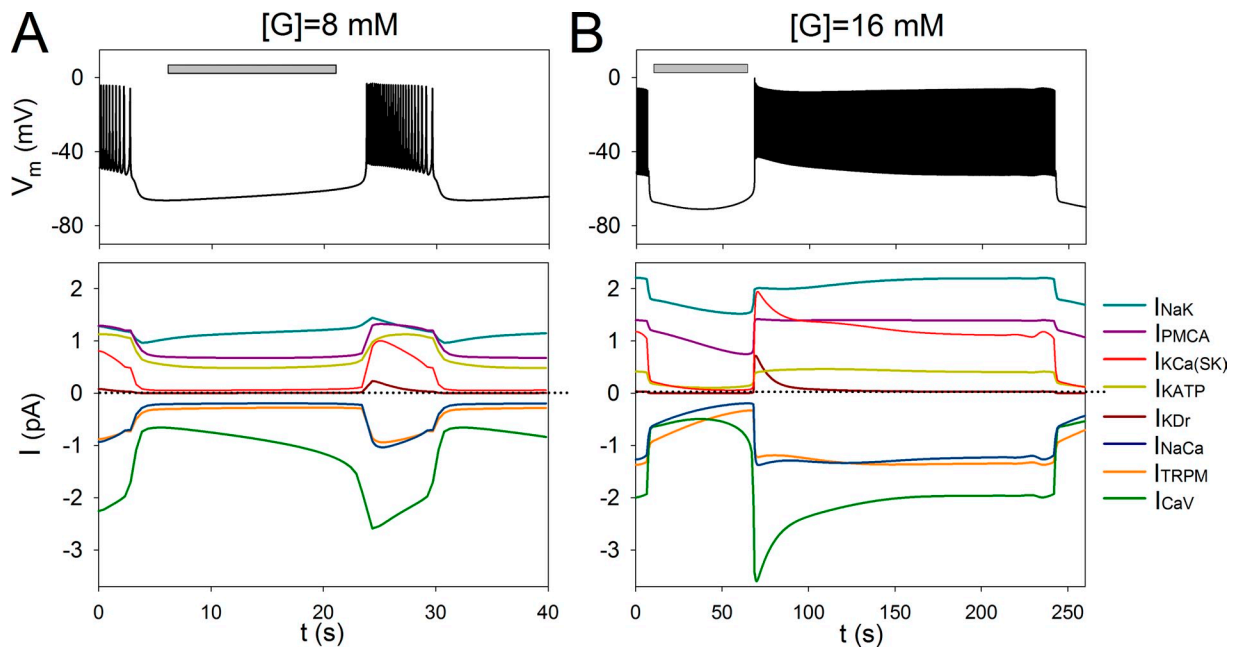 A
[G]=8 mM
B
[G]=16 mM
0
-40
-80
Vm (mV)
0
-40
-80
2
1
0
-1
-2
-3
I (pA)
0
10
20
30
40
t (s)
2
1
0
-1
-2
-3
0
50
100
150
200
250
t (s)
INaK
IPMCA
IKCa(SK)
IKATP
IKDr
INaCa
ITRPM
ICaV